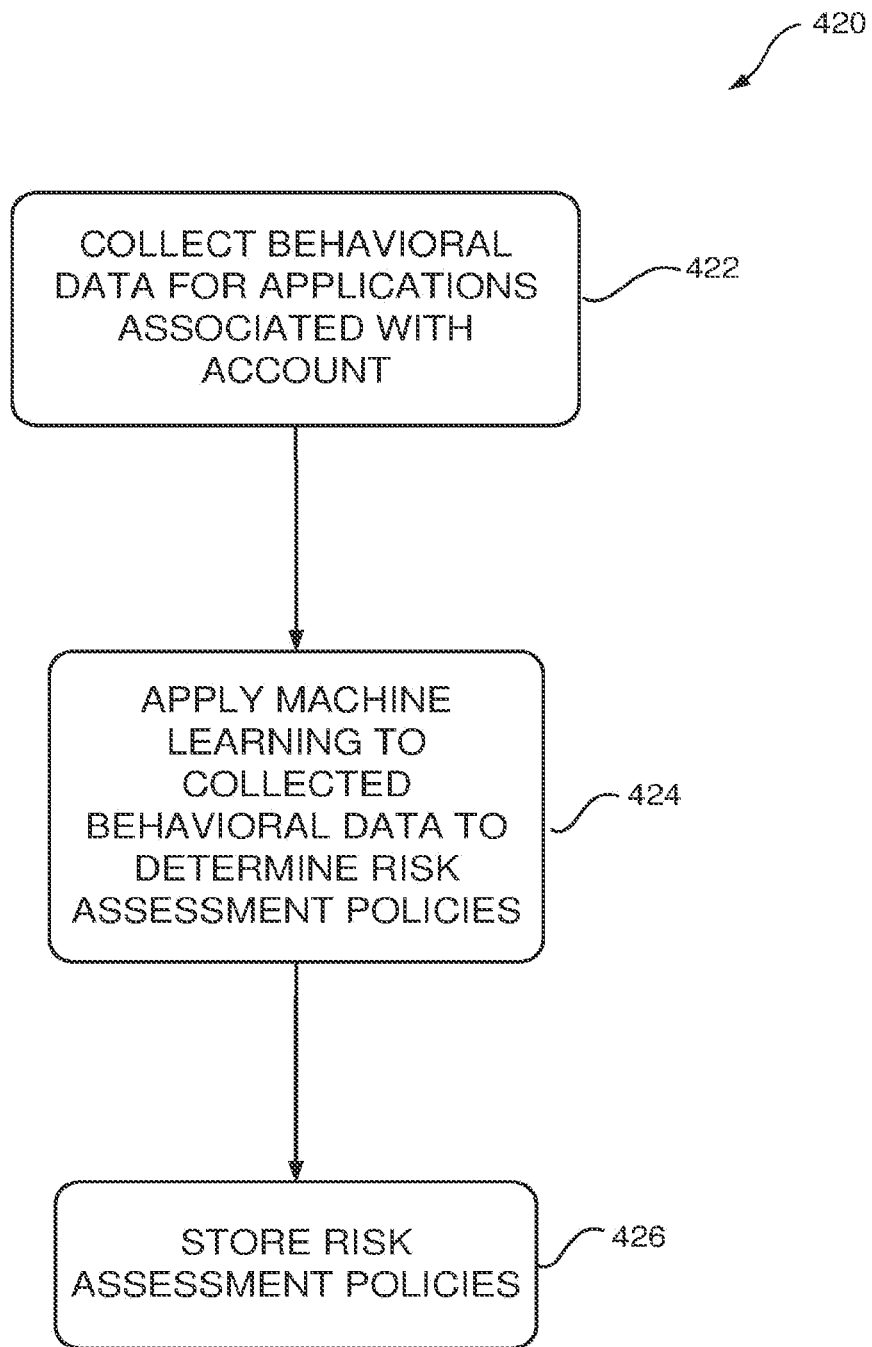 420
COLLECT BEHAVIORAL
DATA FOR APPLICATIONS
ASSOCIATED WITH
ACCOUNT
422
APPLY MACHINE
LEARNING TO
COLLECTED
BEHAVIORAL DATA TO
DETERMINE RISK
ASSESSMENT POLICIES
424
STORE RISK
ASSESSMENT POLICIES
426